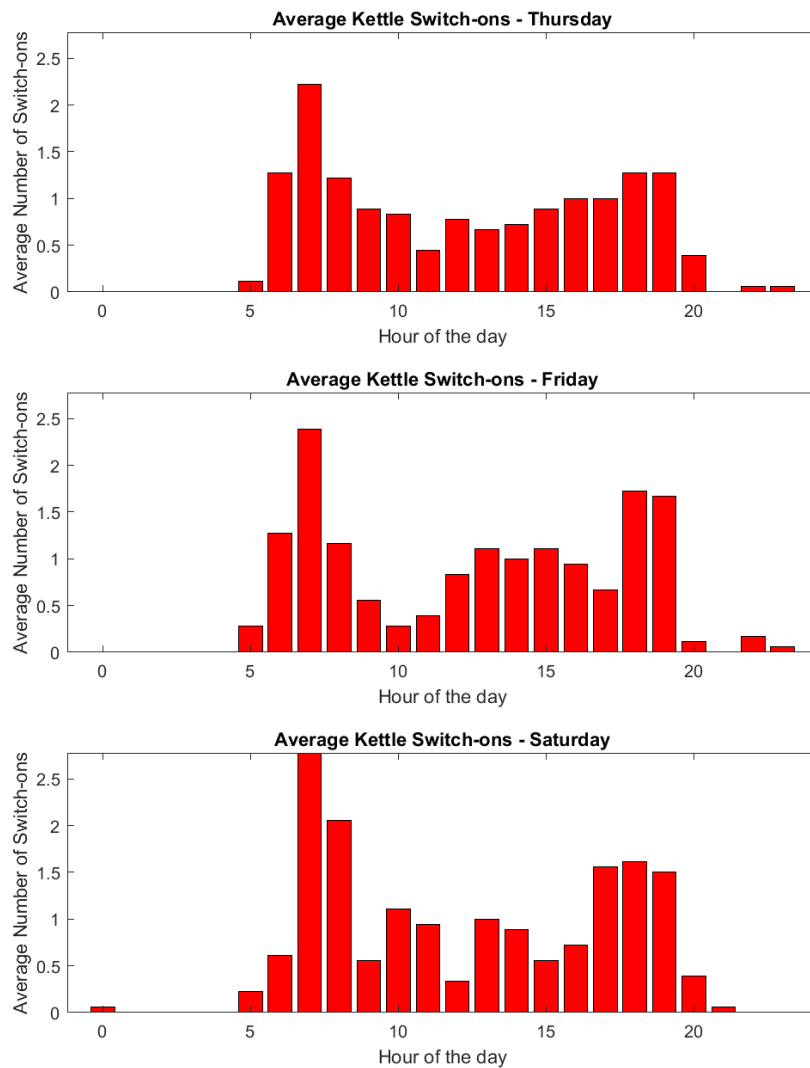 Average Kettle Switch-ons - Thursday
Average Number of Switch-ons
2.5
2
1.5
1
0.5
0
0 5 10 15 20
Hour of the day
Average Kettle Switch-ons - Friday
Average Number of Switch-ons
2.5
2
1.5
1
0.5
0
0 5 10 15 20
Hour of the day
Average Kettle Switch-ons - Saturday
Average Number of Switch-ons
2.5
2
1.5
1
0.5
0
0 5 10 15 20
Hour of the day